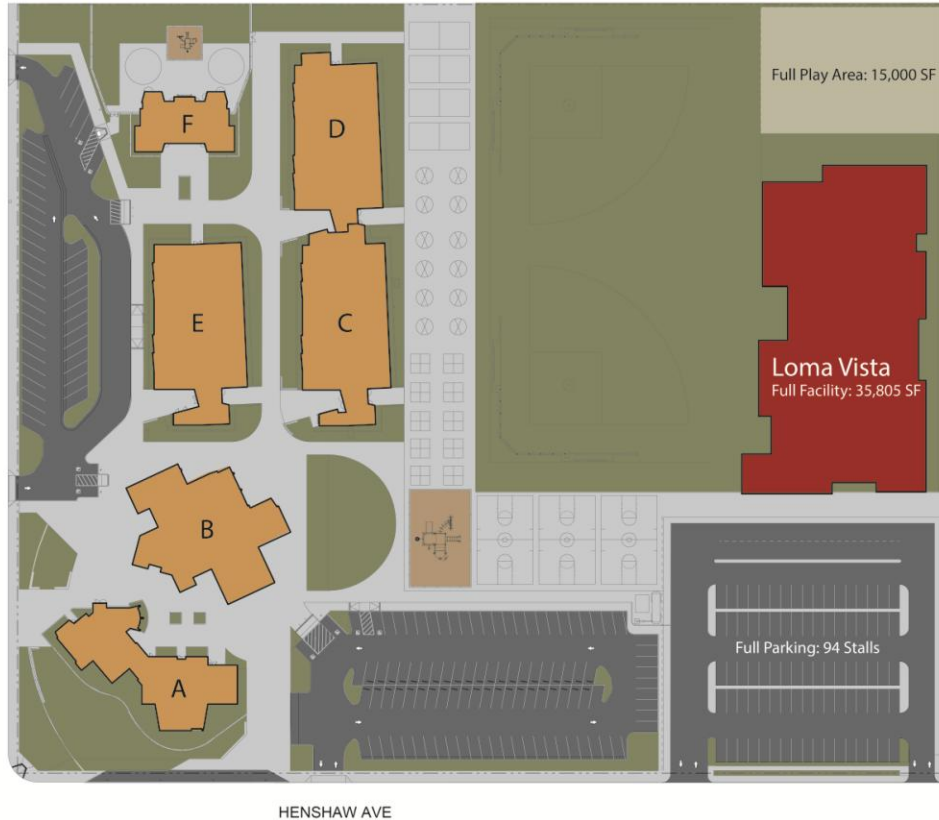 Full Play Area: 15,000 SF
F
D
E
C
Loma Vista
Full Facility: 35,805 SF
B
Full Parking: 94 Stalls
A
HENSHAW AVE